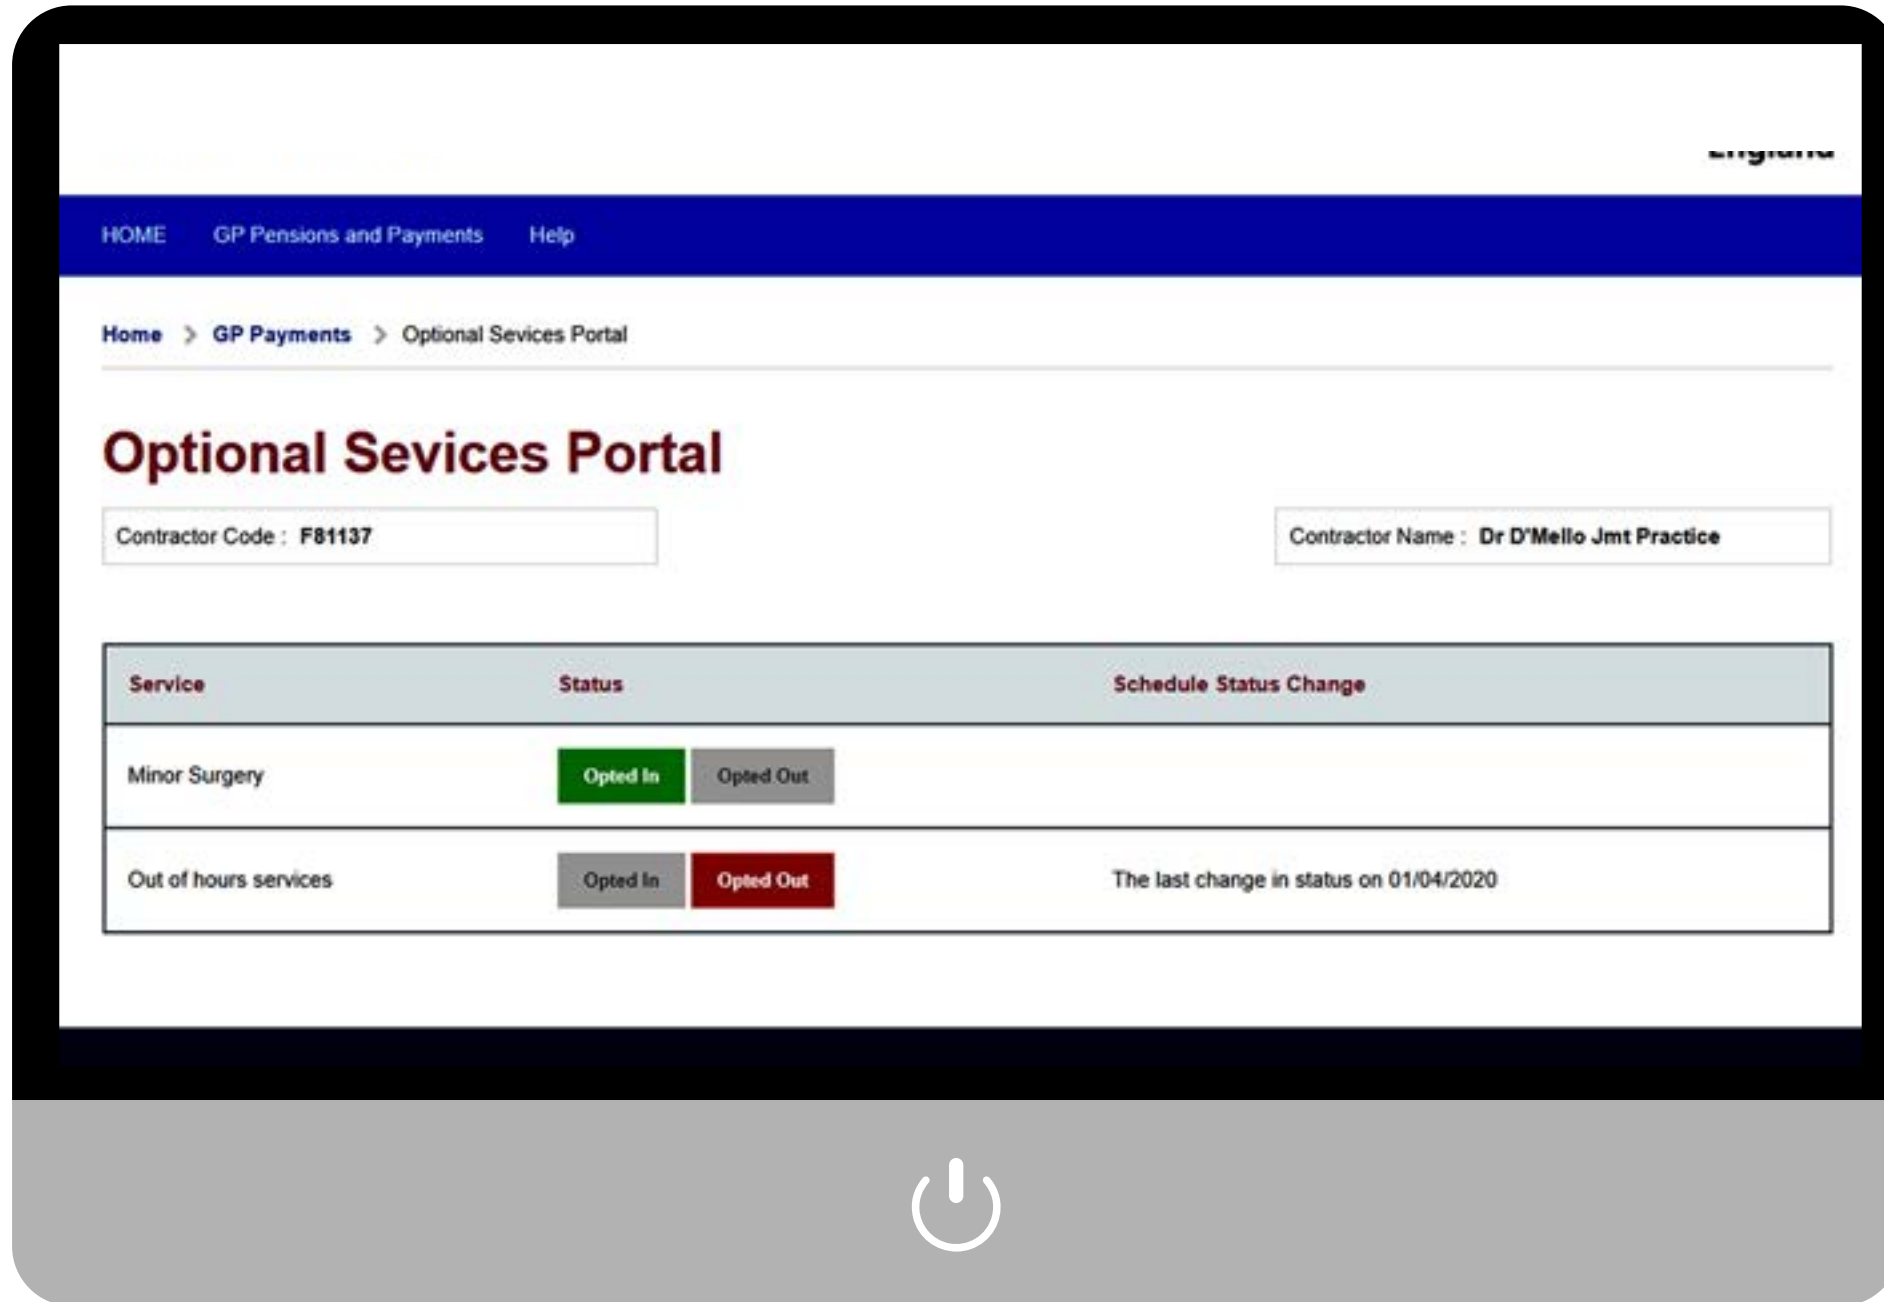 England
HOME GP Pensions and Payments Help
Home > GP Payments > Optional Sevices Portal
Optional Sevices Portal
Contractor Code : F81137
Contractor Name : Dr D'Mello Jmt Practice
Service Status Schedule Status Change
Minor Surgery Opted In Opted Out
Out of hours services Opted In Opted Out The last change in status on 01/04/2020